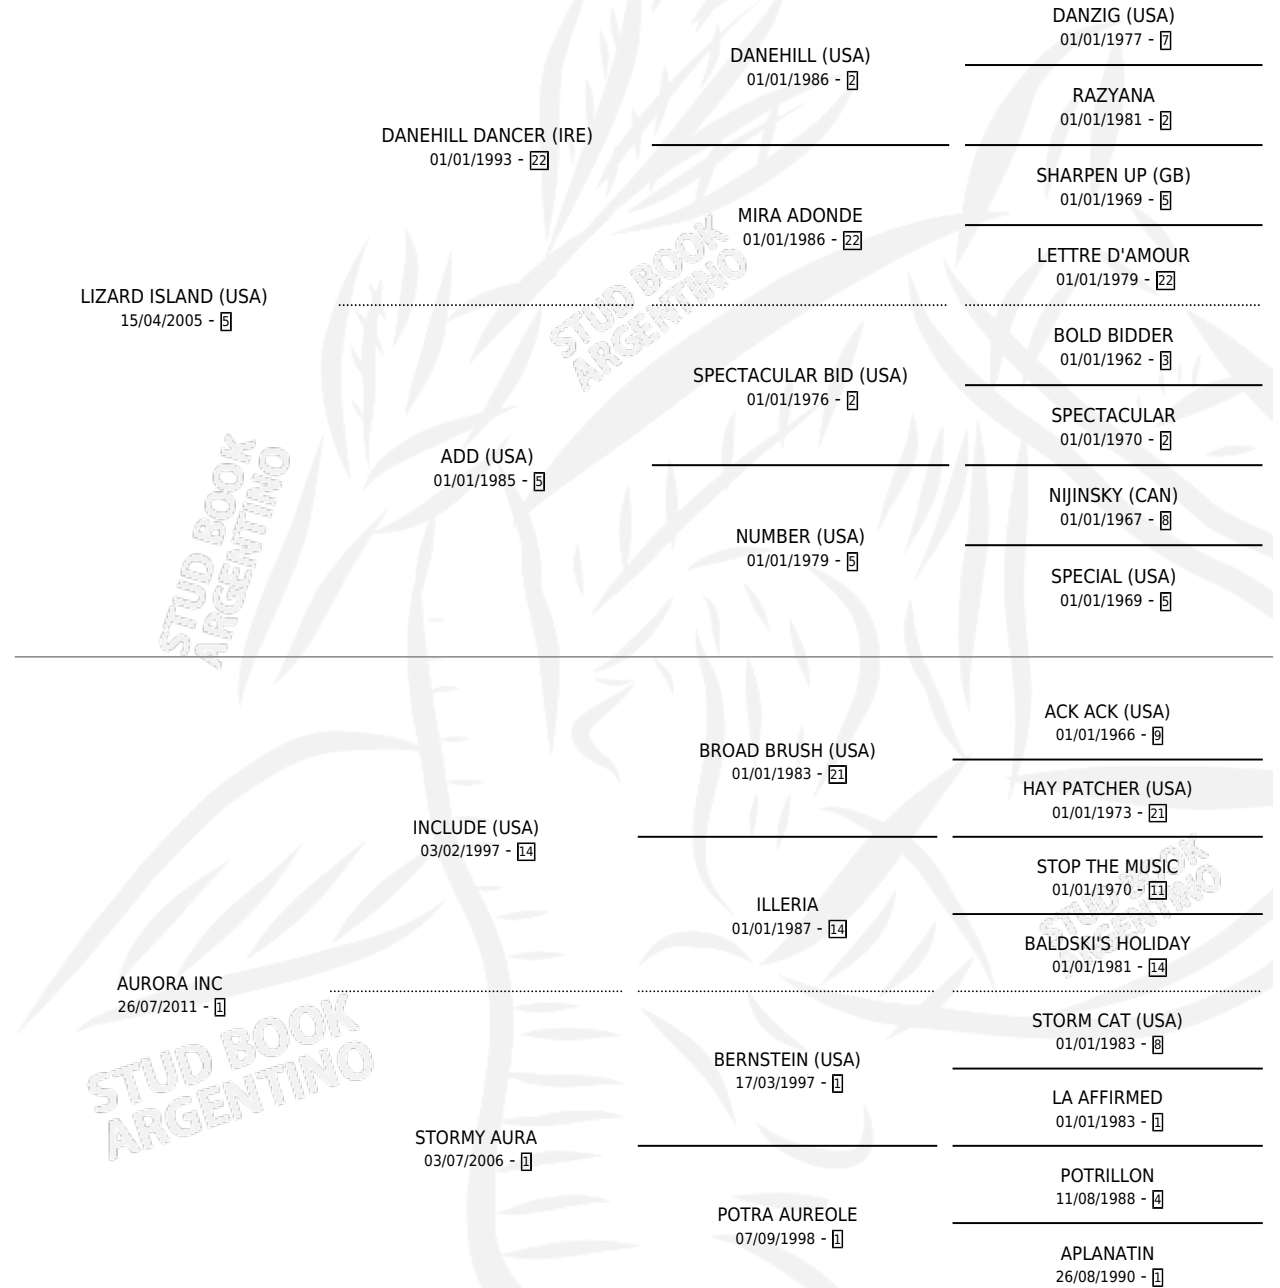 DANZIG (USA)
01/01/1977 - 7
DANEHILL (USA)
01/01/1986 - 2
RAZYANA
01/01/1981 - 2
DANEHILL DANCER (IRE)
01/01/1993 - 22
SHARPEN UP (GB)
01/01/1969 - 5
MIRA ADONDE
01/01/1986 - 22
LETTRE D'AMOUR
01/01/1979 - 22
LIZARD ISLAND (USA)
15/04/2005 - 5
STUD BOOK
ARGENTINO
BOLD BIDDER
01/01/1962 - 3
SPECTACULAR BID (USA)
01/01/1976 - 2
SPECTACULAR
01/01/1970 - 2
ADD (USA)
01/01/1985 - 5
NIJINSKY (CAN)
01/01/1967 - 8
NUMBER (USA)
01/01/1979 - 5
SPECIAL (USA)
01/01/1969 - 5
STUD BOOK
ARGENTINO
ACK ACK (USA)
01/01/1966 - 9
BROAD BRUSH (USA)
01/01/1983 - 21
HAY PATCHER (USA)
01/01/1973 - 21
INCLUDE (USA)
03/02/1997 - 14
STOP THE MUSIC
01/01/1970 - 11
ILLERIA
01/01/1987 - 14
BALDSKI'S HOLIDAY
01/01/1981 - 14
STUD BOOK
ARGENTINO
AURORA INC
26/07/2011 - 1
STORM CAT (USA)
01/01/1983 - 8
BERNSTEIN (USA)
17/03/1997 - 1
LA AFFIRMED
01/01/1983 - 1
STUD BOOK
ARGENTINO
STORMY AURA
03/07/2006 - 1
POTRILLON
11/08/1988 - 4
POTRA AUREOLE
07/09/1998 - 1
APLANATIN
26/08/1990 - 1